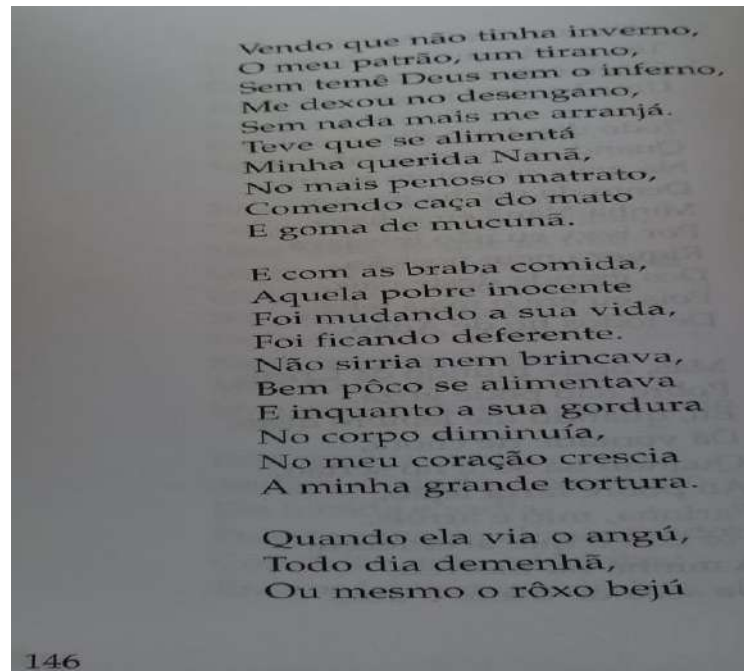 Vendo que não tinha inverno,
O meu patrão, um tirano,
Sem temê Deus nem o inferno,
Me dexou no desengano,
Sem nada mais me arranjá.
Teve que se alimentá
Minha querida Nanã,
No mais penoso matrato,
Comendo caça do mato
E goma de mucunã.
E com as braba comida,
Aquela pobre inocente
Foi mudando a sua vida,
Foi ficando deferente.
Não sirria nem brincava,
Bem pôco se alimentava
E inquanto a sua gordura
No corpo diminuía,
No meu coração crescia
A minha grande tortura.
Quando ela via o angú,
Todo dia demenhã,
Ou mesmo o rôxo bejú
146